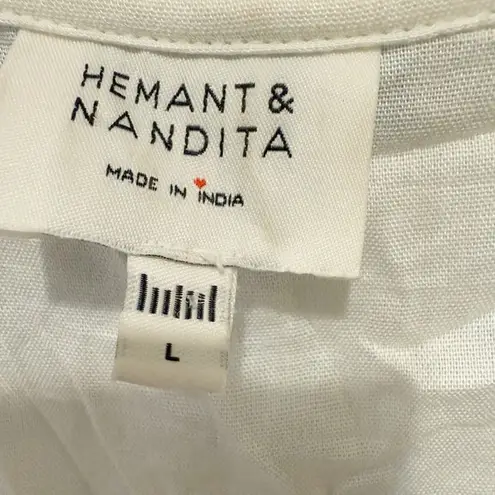 HEMANT &
NANDITA
MADE IN INDIA
L